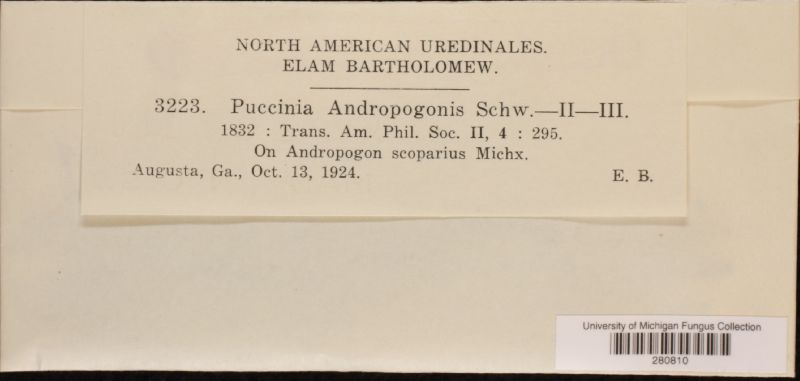 NORTH AMERICAN UREDINALES.
ELAM BARTHOLOMEW.
3223. Puccinia Andropogonis Schw.—II—III.
1832 : Trans. Am. Phil. Soc. II, 4 : 295.
On Andropogon scoparius Michx.
Augusta, Ga., Oct. 13, 1924. E. B.
University of Michigan Fungus Collection
280810